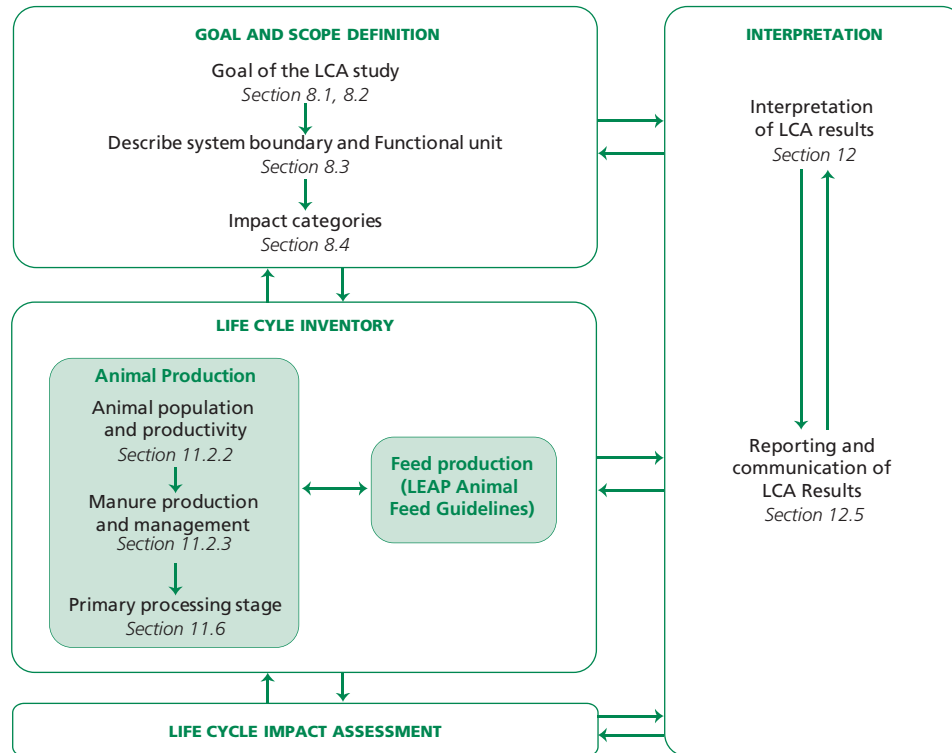 GOAL AND SCOPE DEFINITION
Goal of the LCA study
Section 8.1, 8.2
Describe system boundary and Functional unit
Section 8.3
Impact categories
Section 8.4
LIFE CYLE INVENTORY
Animal Production
Animal population
and productivity
Section 11.2.2
Manure production
and management
Section 11.2.3
Primary processing stage
Section 11.6
Feed production
(LEAP Animal
Feed Guidelines)
LIFE CYCLE IMPACT ASSESSMENT
INTERPRETATION
Interpretation
of LCA results
Section 12
Reporting and
communication of
LCA Results
Section 12.5